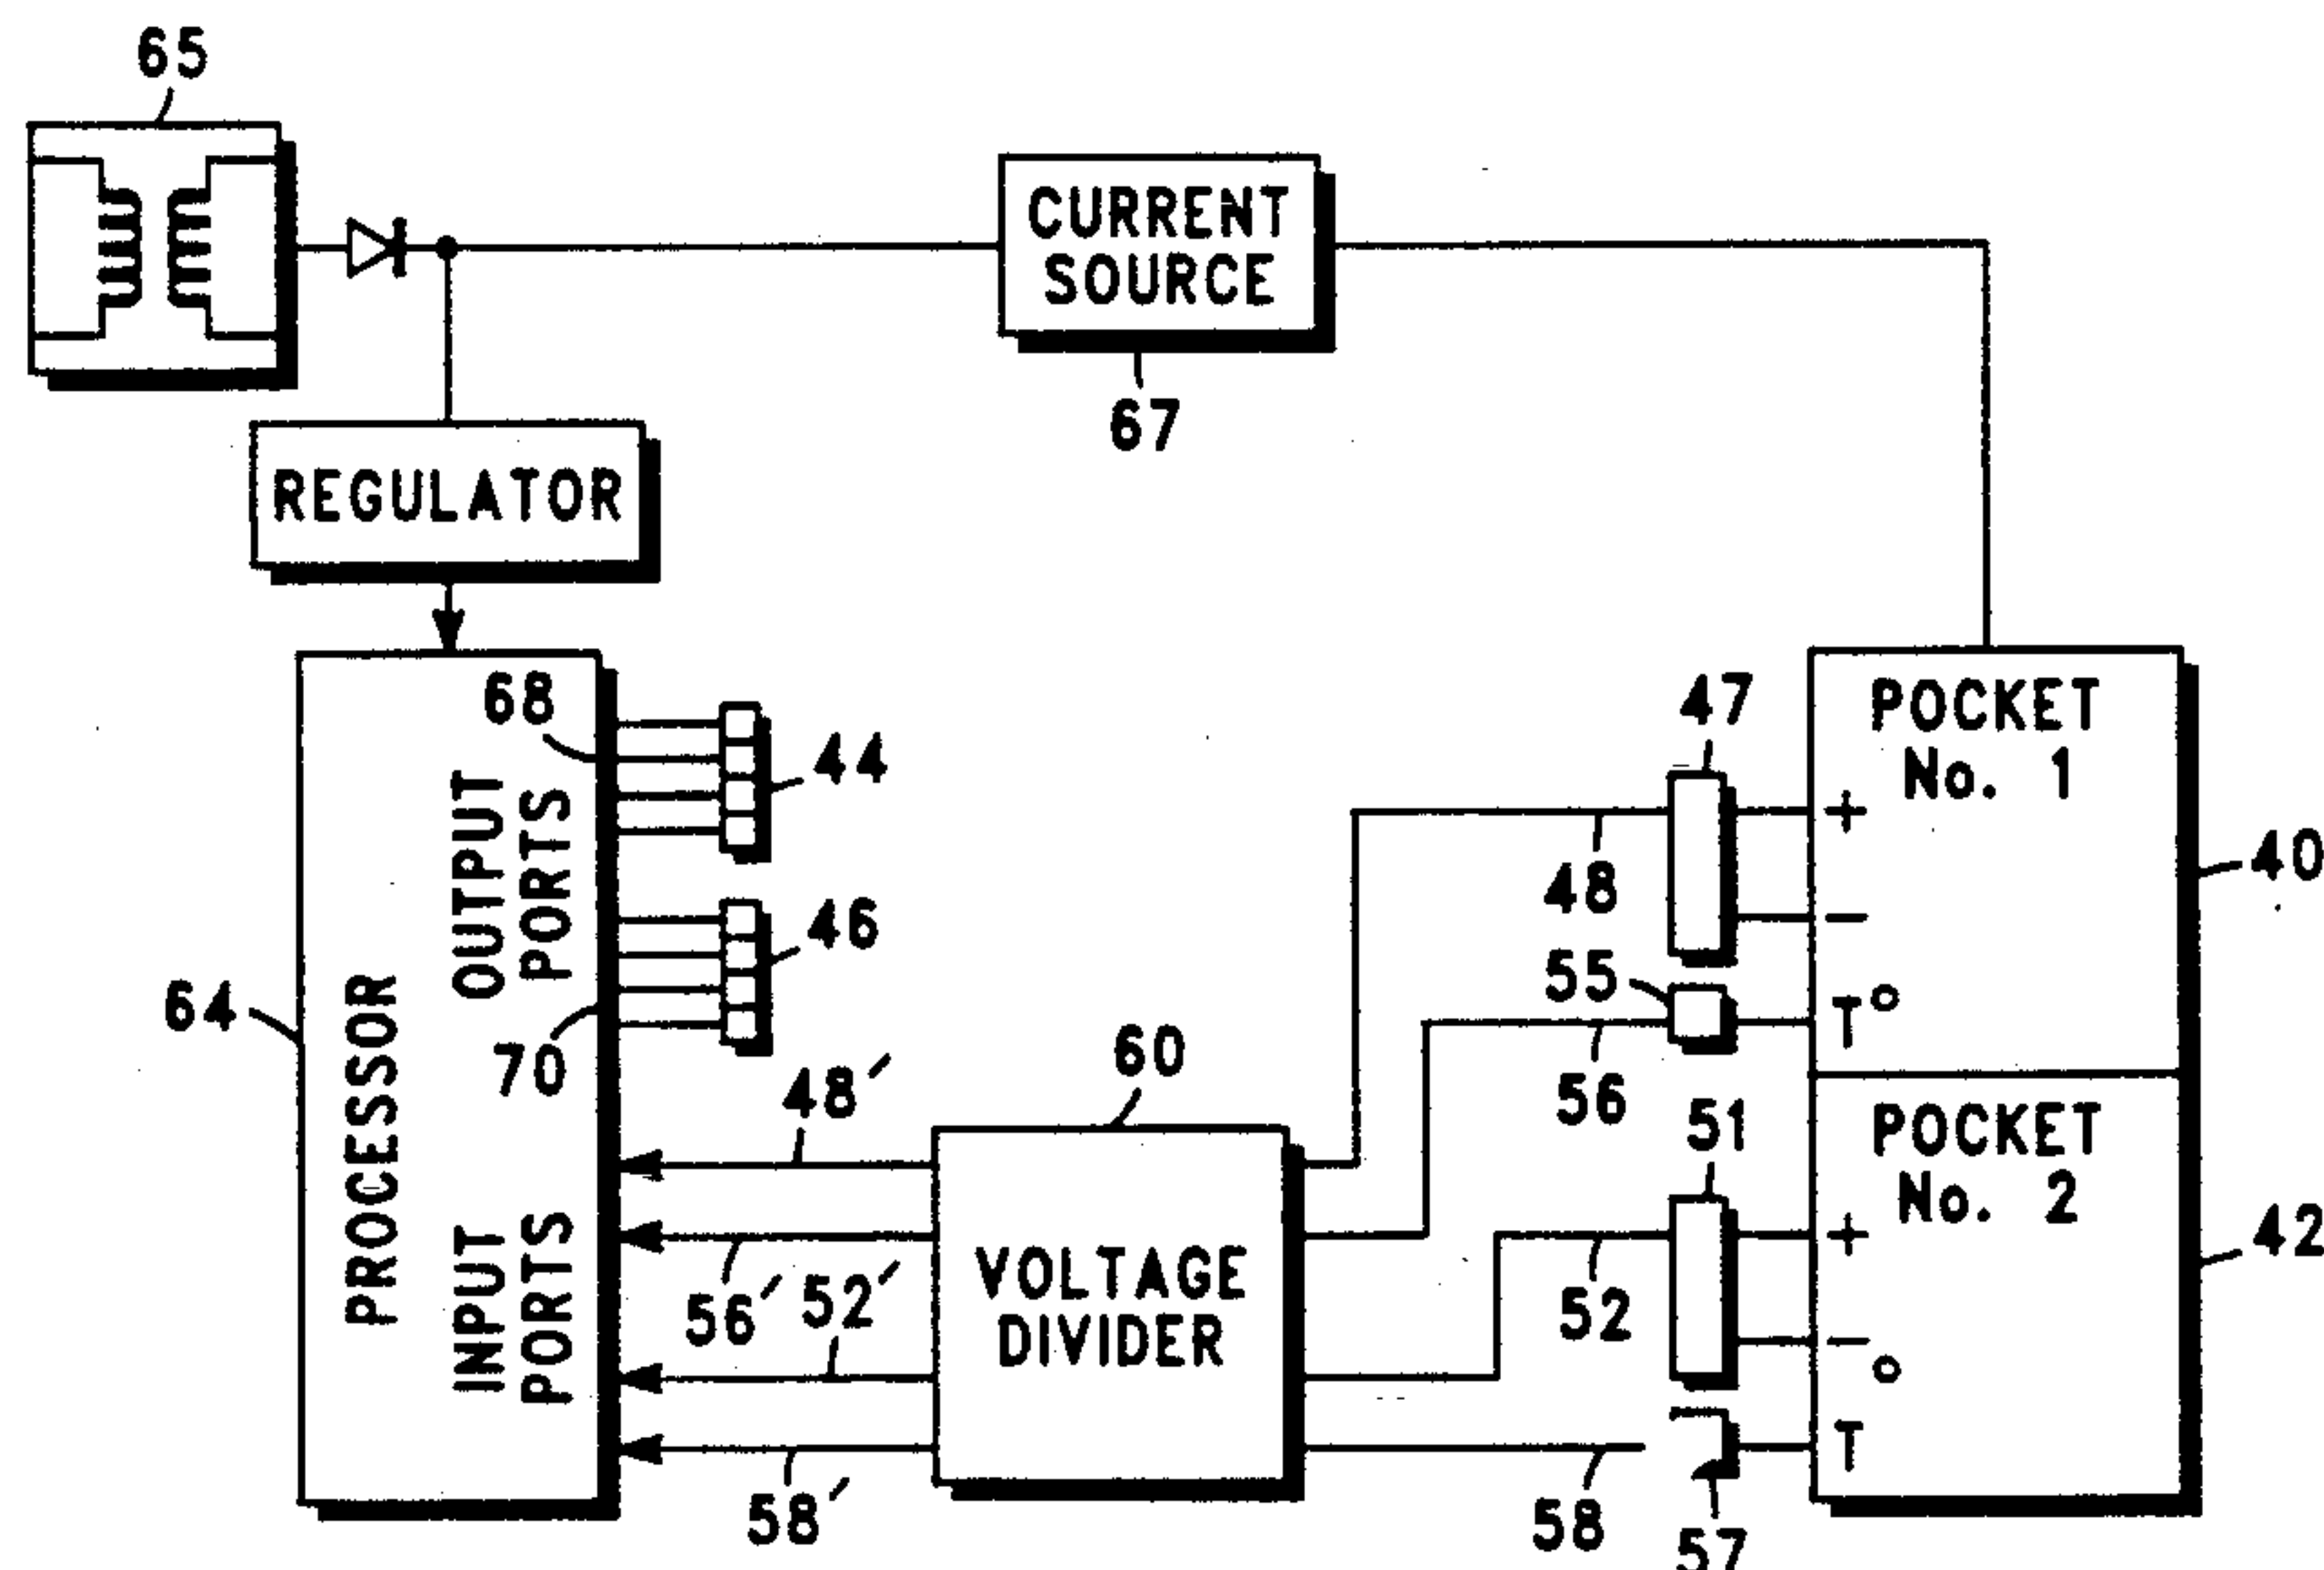 65
CURRENT
SOURCE
67
REGULATOR
68
44
OUTPUT
PORTS
46
70
64
PROCESSOR
INPUT
PORTS
48′
56′
52′
58′
60
VOLTAGE
DIVIDER
47
48
55
56
51
52
58
57
POCKET
No. 1
+
−
T°
40
POCKET
No. 2
+
−
T°
42